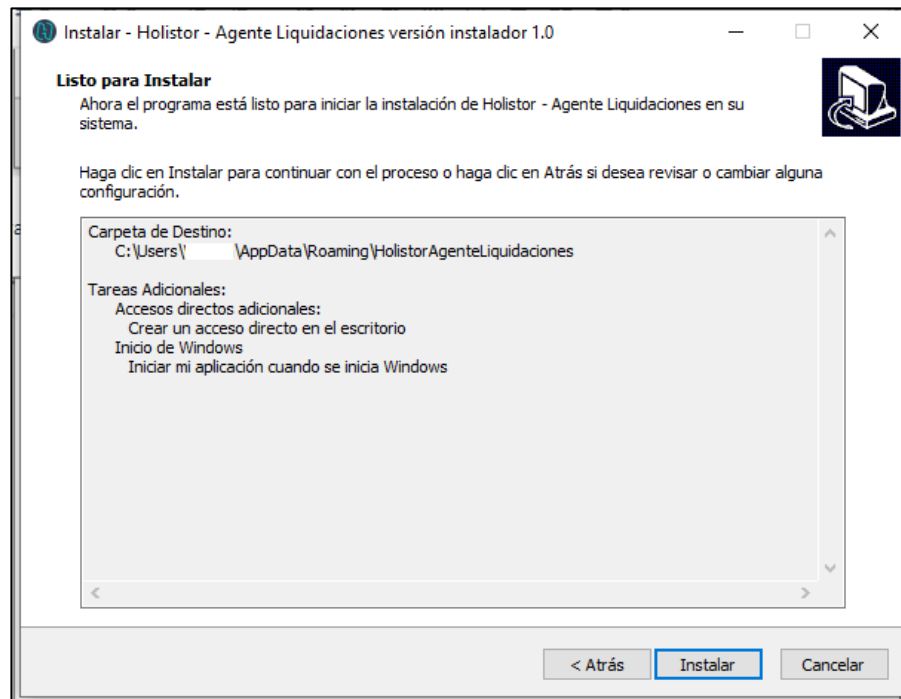 Instalar - Holistor - Agente Liquidaciones versión instalador 1.0
Listo para Instalar
Ahora el programa está listo para iniciar la instalación de Holistor - Agente Liquidaciones en su
sistema.
Haga clic en Instalar para continuar con el proceso o haga clic en Atrás si desea revisar o cambiar alguna
configuración.
Carpeta de Destino:
C:\Users\ \AppData\Roaming\HolistorAgenteLiquidaciones
Tareas Adicionales:
Accesos directos adicionales:
Crear un acceso directo en el escritorio
Inicio de Windows
Iniciar mi aplicación cuando se inicia Windows
< Atrás
Instalar
Cancelar